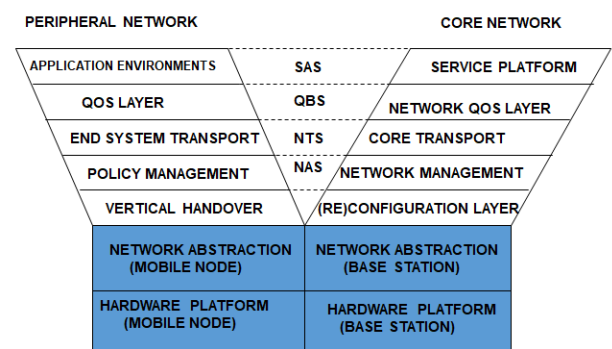 PERIPHERAL NETWORK CORE NETWORK
APPLICATION ENVIRONMENTS SAS SERVICE PLATFORM
QOS LAYER QBS NETWORK QOS LAYER
END SYSTEM TRANSPORT NTS CORE TRANSPORT
POLICY MANAGEMENT NAS NETWORK MANAGEMENT
VERTICAL HANDOVER (RE)CONFIGURATION LAYER
NETWORK ABSTRACTION
(MOBILE NODE)
NETWORK ABSTRACTION
(BASE STATION)
HARDWARE PLATFORM
(MOBILE NODE)
HARDWARE PLATFORM
(BASE STATION)